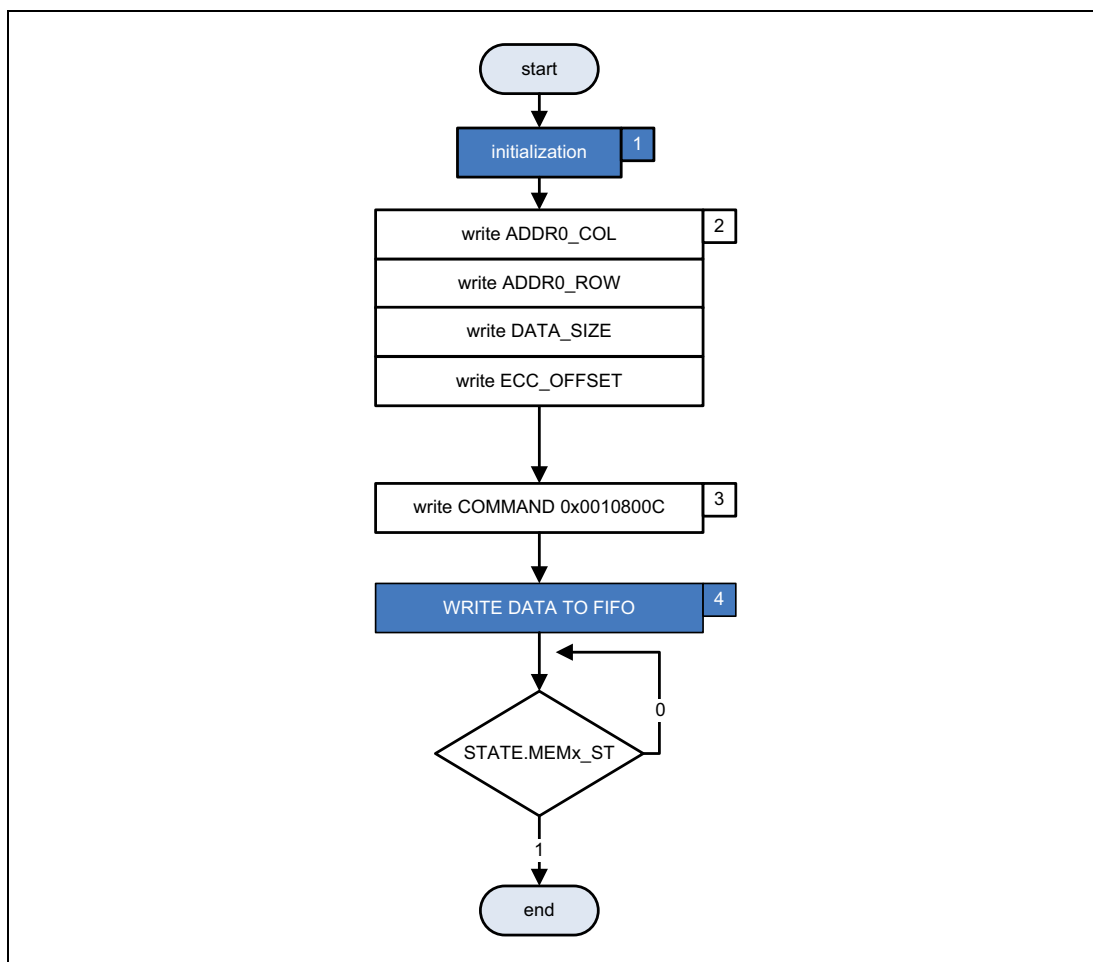 start
initialization
1
write ADDR0_COL
2
write ADDR0_ROW
write DATA_SIZE
write ECC_OFFSET
write COMMAND 0x0010800C
3
WRITE DATA TO FIFO
4
0
STATE.MEMx_ST
1
end